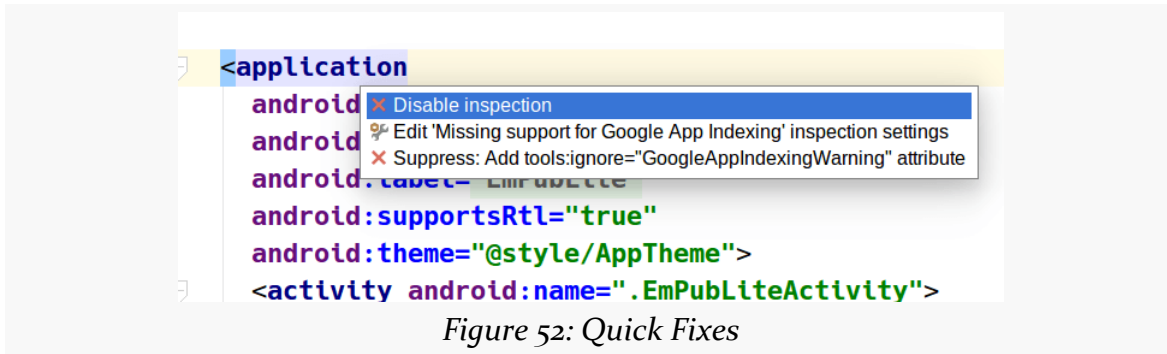 <application
android
Disable inspection
android
Edit 'Missing support for Google App Indexing' inspection settings
Suppress: Add tools:ignore="GoogleAppIndexingWarning" attribute
android:label="EmPubLite"
android:supportsRtl="true"
android:theme="@style/AppTheme">
<activity android:name=".EmPubLiteActivity">
Figure 52: Quick Fixes